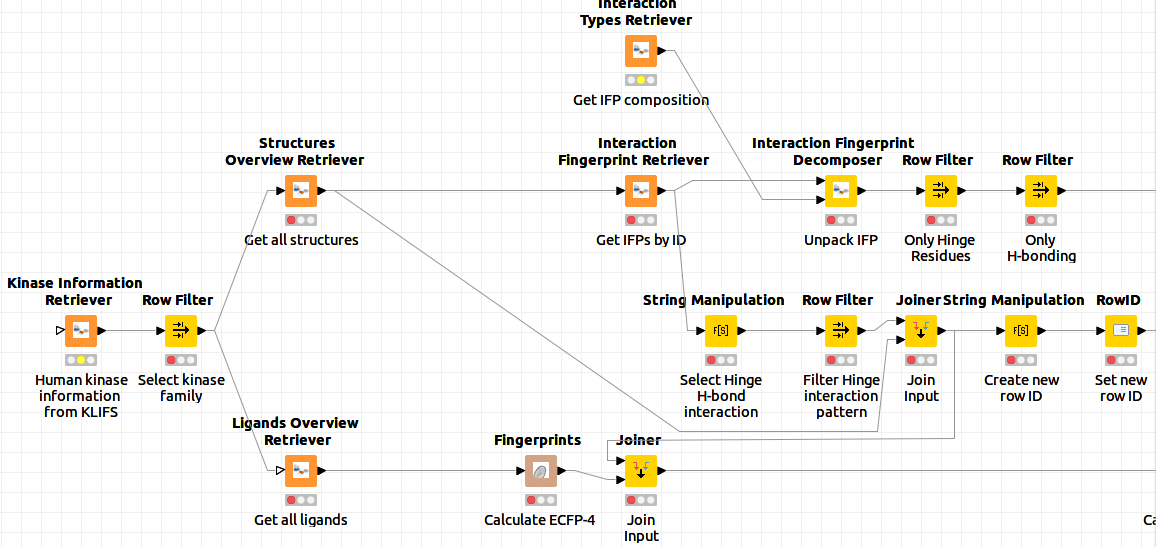 Interaction
Types Retriever
Get IFP composition
Structures
Overview Retriever
Get all structures
Interaction
Fingerprint Retriever
Get IFPs by ID
Interaction Fingerprint
Decomposer
Unpack IFP
Row Filter
Only Hinge
Residues
Row Filter
Only
H-bonding
Kinase Information
Retriever
Human kinase
information
from KLIFS
Row Filter
Select kinase
family
String Manipulation
F[S]
Select Hinge
H-bond
interaction
Row Filter
Filter Hinge
interaction
pattern
Joiner
Join
Input
String Manipulation
F[S]
Create new
row ID
RowID
Set new
row ID
Ligands Overview
Retriever
Get all ligands
Fingerprints
Calculate ECFP-4
Joiner
Join
Input